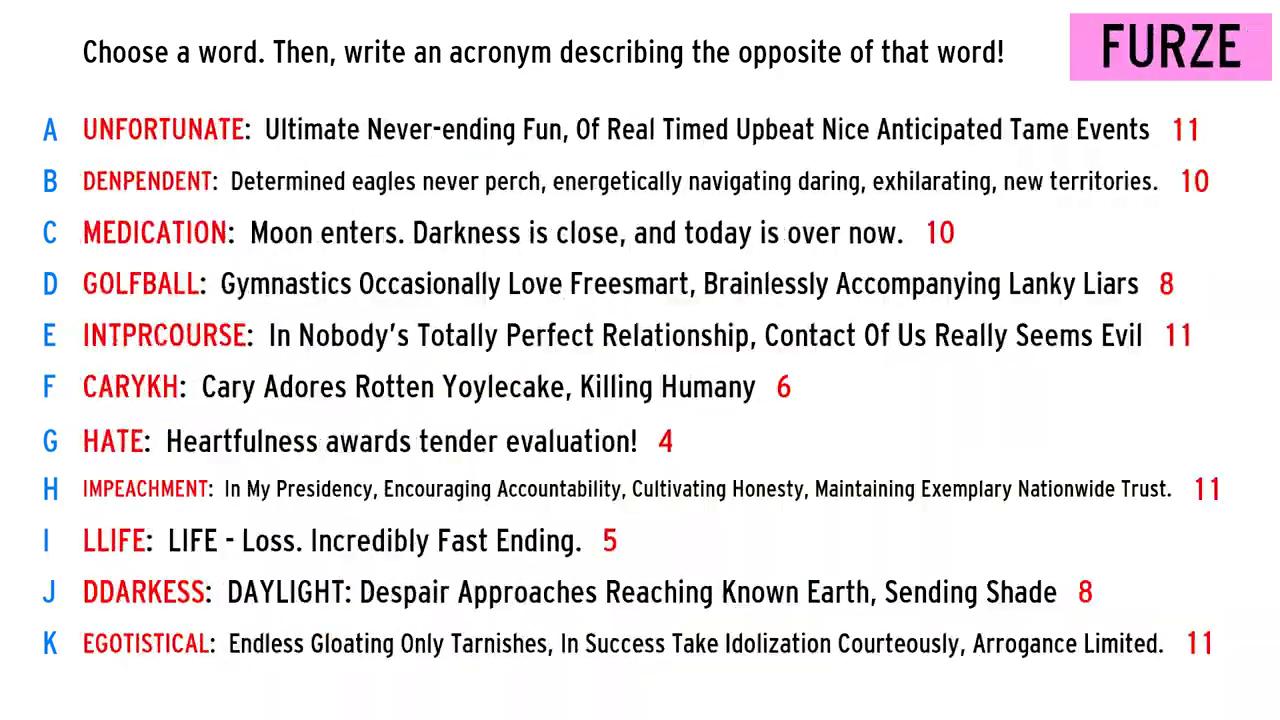 Choose a word. Then, write an acronym describing the opposite of that word!
FURZE
A UNFORTUNATE: Ultimate Never-ending Fun, Of Real Timed Upbeat Nice Anticipated Tame Events 11
B DENPENDENT: Determined eagles never perch, energetically navigating daring, exhilarating, new territories. 10
C MEDICATION: Moon enters. Darkness is close, and today is over now. 10
D GOLFBALL: Gymnastics Occasionally Love Freesmart, Brainlessly Accompanying Lanky Liars 8
E INTPRCOURSE: In Nobody's Totally Perfect Relationship, Contact Of Us Really Seems Evil 11
F CARYKH: Cary Adores Rotten Yoylecake, Killing Humany 6
G HATE: Heartfulness awards tender evaluation! 4
H IMPEACHMENT: In My Presidency, Encouraging Accountability, Cultivating Honesty, Maintaining Exemplary Nationwide Trust. 11
I LLIFE: LIFE - Loss. Incredibly Fast Ending. 5
J DDARKESS: DAYLIGHT: Despair Approaches Reaching Known Earth, Sending Shade 8
K EGOTISTICAL: Endless Gloating Only Tarnishes, In Success Take Idolization Courteously, Arrogance Limited. 11